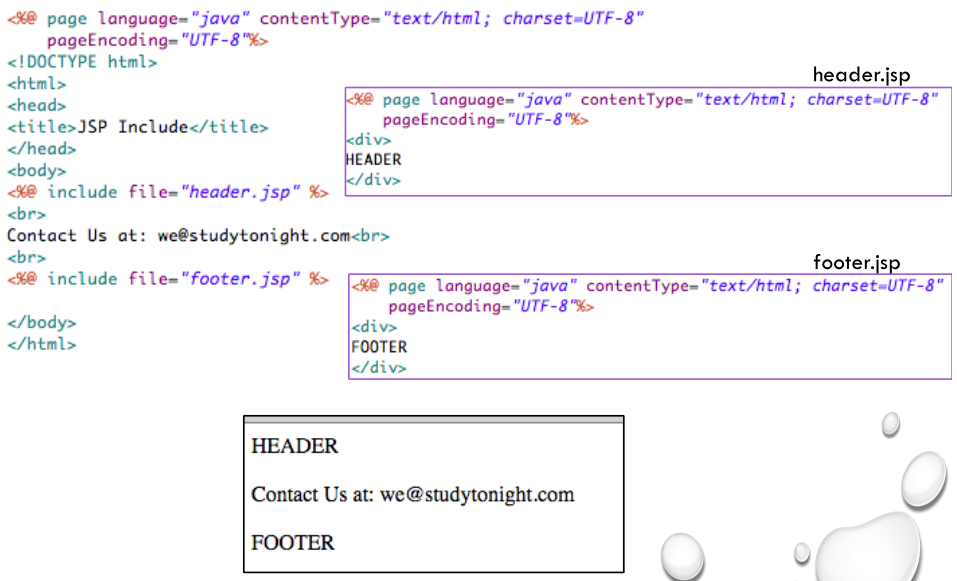 <%@ page language="java" contentType="text/html; charset=UTF-8"
    pageEncoding="UTF-8"%>
<!DOCTYPE html>
<html>
<head>
<title>JSP Include</title>
</head>
<body>
<%@ include file="header.jsp" %>
<br>
Contact Us at: we@studytonight.com<br>
<br>
<%@ include file="footer.jsp" %>

</body>
</html>
header.jsp
<%@ page language="java" contentType="text/html; charset=UTF-8"
    pageEncoding="UTF-8"%>
<div>
HEADER
</div>
footer.jsp
<%@ page language="java" contentType="text/html; charset=UTF-8"
    pageEncoding="UTF-8"%>
<div>
FOOTER
</div>
HEADER
Contact Us at: we@studytonight.com
FOOTER